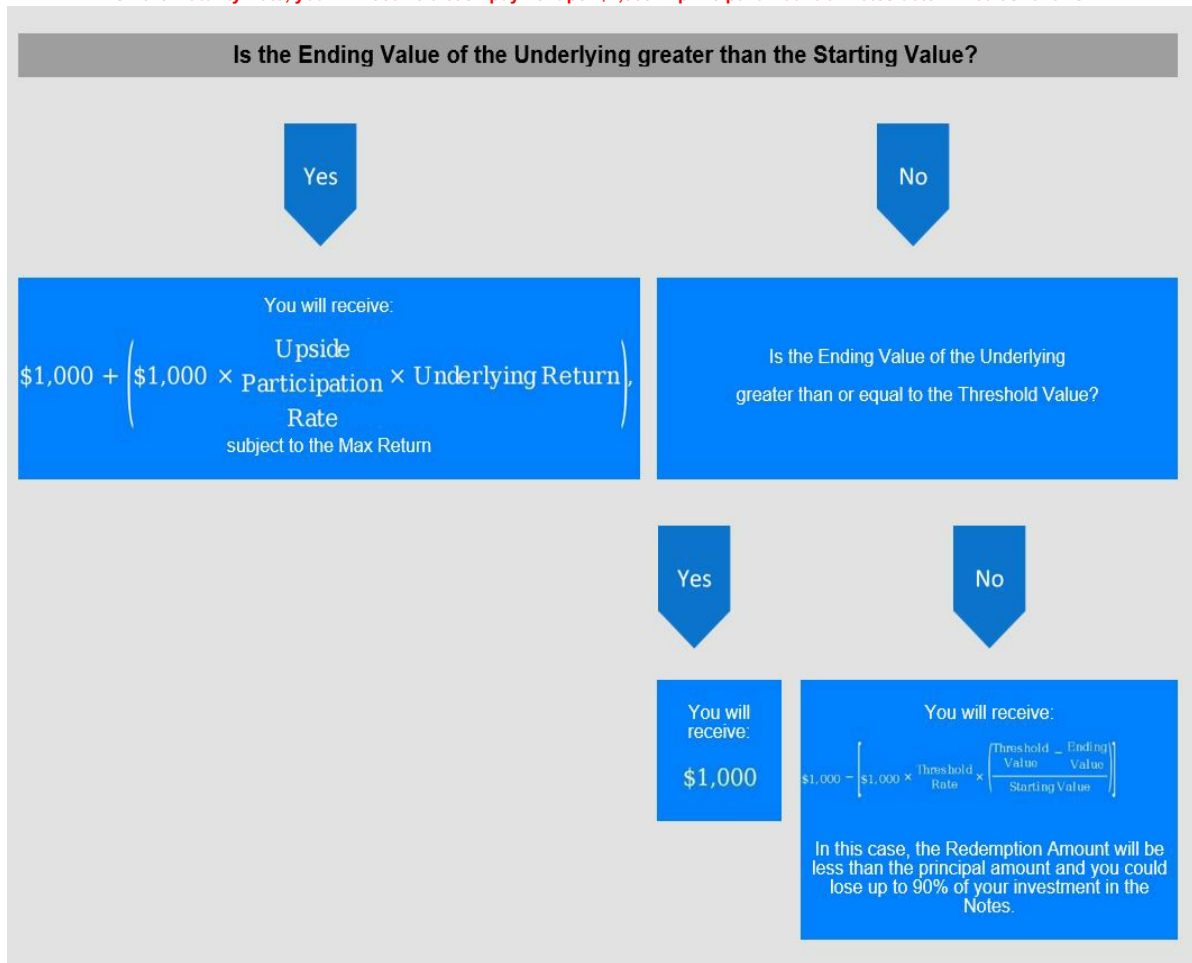 Is the Ending Value of the Underlying greater than the Starting Value?
Yes
No
You will receive:
$1,000 + ($1,000 × Upside Participation Rate × Underlying Return),
subject to the Max Return
Is the Ending Value of the Underlying
greater than or equal to the Threshold Value?
Yes
No
You will
receive:
$1,000
You will receive:
$1,000 − [$1,000 × Threshold Rate × ((Threshold Value − Ending Value) / Starting Value)]
In this case, the Redemption Amount will be
less than the principal amount and you could
lose up to 90% of your investment in the
Notes.